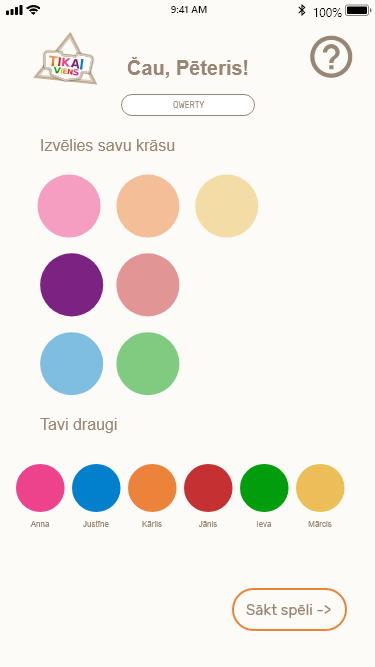 9:41 AM
100%
TIKAI
VIENS
Čau, Pēteris!
QWERTY
Izvēlies savu krāsu
Tavi draugi
Anna Justīne Kārlis Jānis Ieva Mārcis
Sākt spēli ->